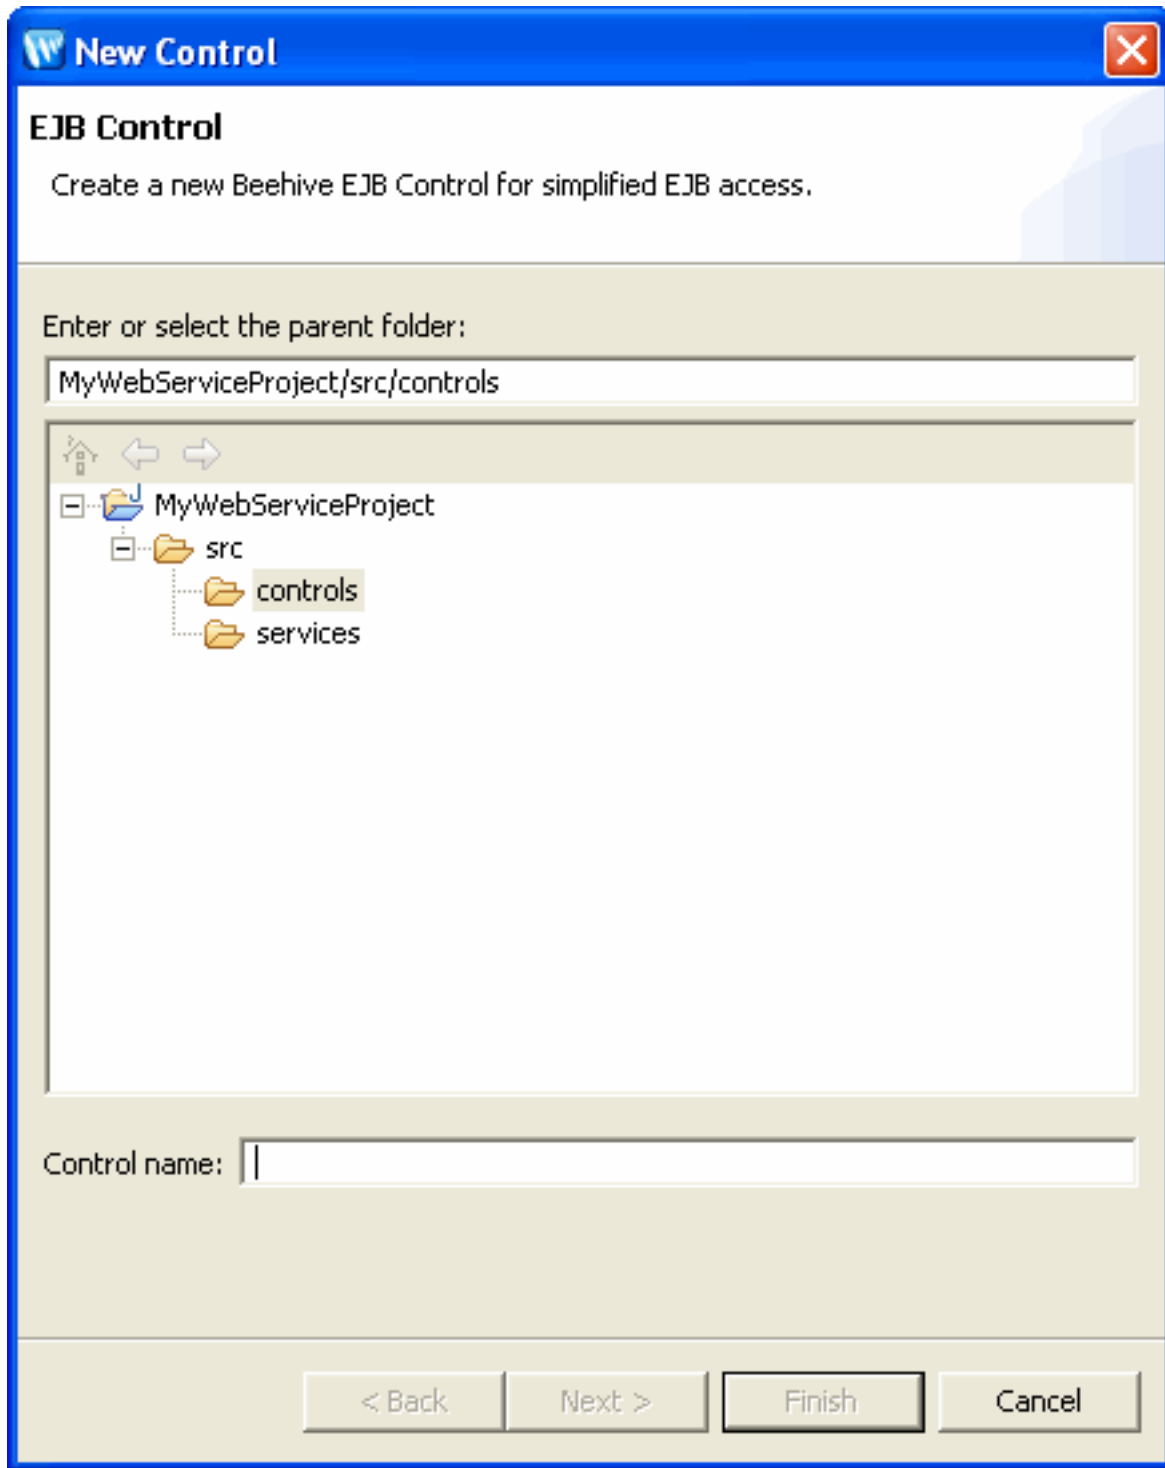 New Control
EJB Control
Create a new Beehive EJB Control for simplified EJB access.
Enter or select the parent folder:
MyWebServiceProject/src/controls
MyWebServiceProject
src
controls
services
Control name:
< Back Next > Finish Cancel